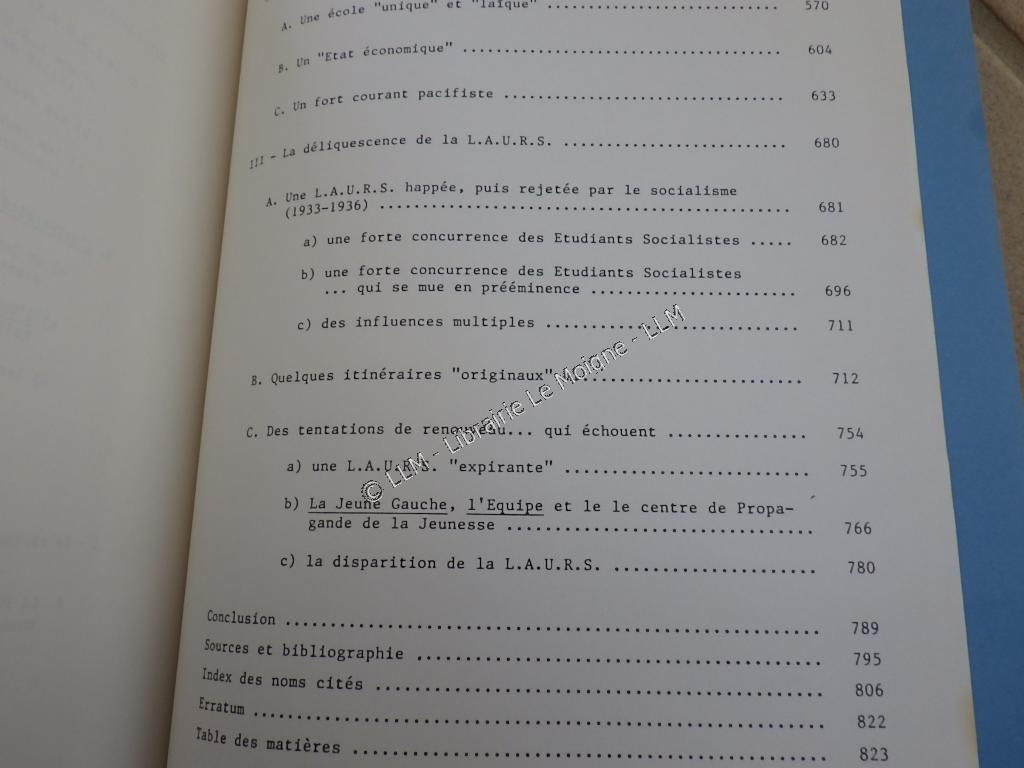 A. Une école "unique" et "laïque" .............................. 570
B. Un "Etat économique" ........................................ 604
C. Un fort courant pacifiste ................................... 633
III - La déliquescence de la L.A.U.R.S. ............................ 680
A. Une L.A.U.R.S. happée, puis rejetée par le socialisme
(1933-1936) ................................................ 681
a) une forte concurrence des Etudiants Socialistes ..... 682
b) une forte concurrence des Etudiants Socialistes
... qui se mue en prééminence .......................... 696
c) des influences multiples ............................... 711
B. Quelques itinéraires "originaux" ............................ 712
C. Des tentations de renouveau... qui échouent ............... 754
a) une L.A.U.R.S. "expirante" ............................. 755
b) La Jeune Gauche, l'Equipe et le le centre de Propa-
gande de la Jeunesse ................................... 766
c) la disparition de la L.A.U.R.S. ....................... 780
Conclusion ........................................................... 789
Sources et bibliographie ............................................. 795
Index des noms cités ................................................. 806
Erratum .............................................................. 822
Table des matières ................................................... 823
© LLM - Librairie Le Moigne - LLM